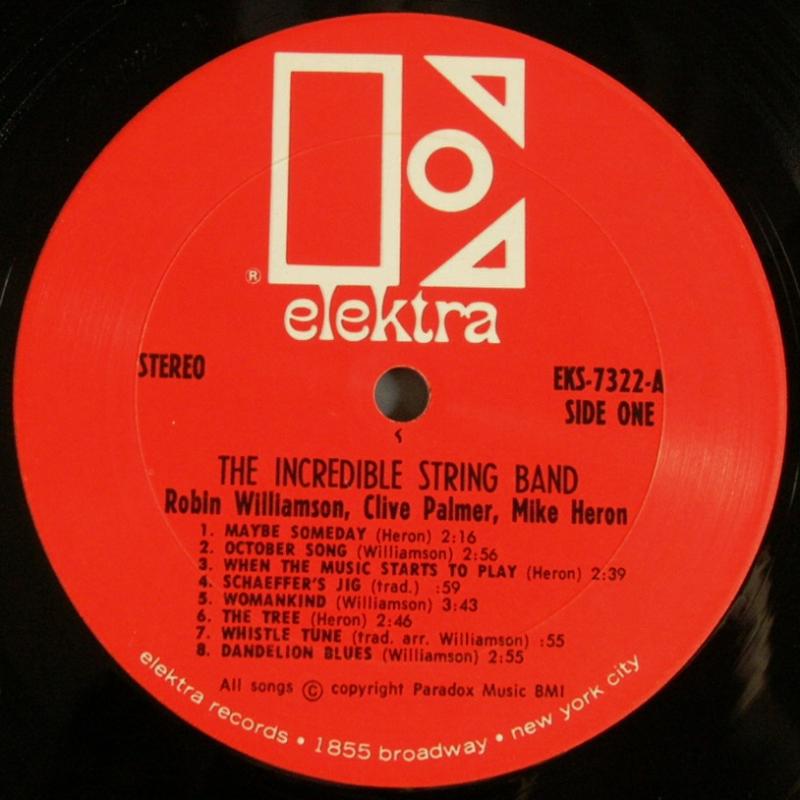 ®
elektra
STEREO
EKS-7322-A
SIDE ONE
THE INCREDIBLE STRING BAND
Robin Williamson, Clive Palmer, Mike Heron
1. MAYBE SOMEDAY (Heron) 2:16
2. OCTOBER SONG (Williamson) 2:56
3. WHEN THE MUSIC STARTS TO PLAY (Heron) 2:39
4. SCHAEFFER'S JIG (trad.) :59
5. WOMANKIND (Williamson) 3:43
6. THE TREE (Heron) 2:46
7. WHISTLE TUNE (trad. arr. Williamson) :55
8. DANDELION BLUES (Williamson) 2:55
All songs © copyright Paradox Music BMI
elektra records • 1855 broadway • new york city